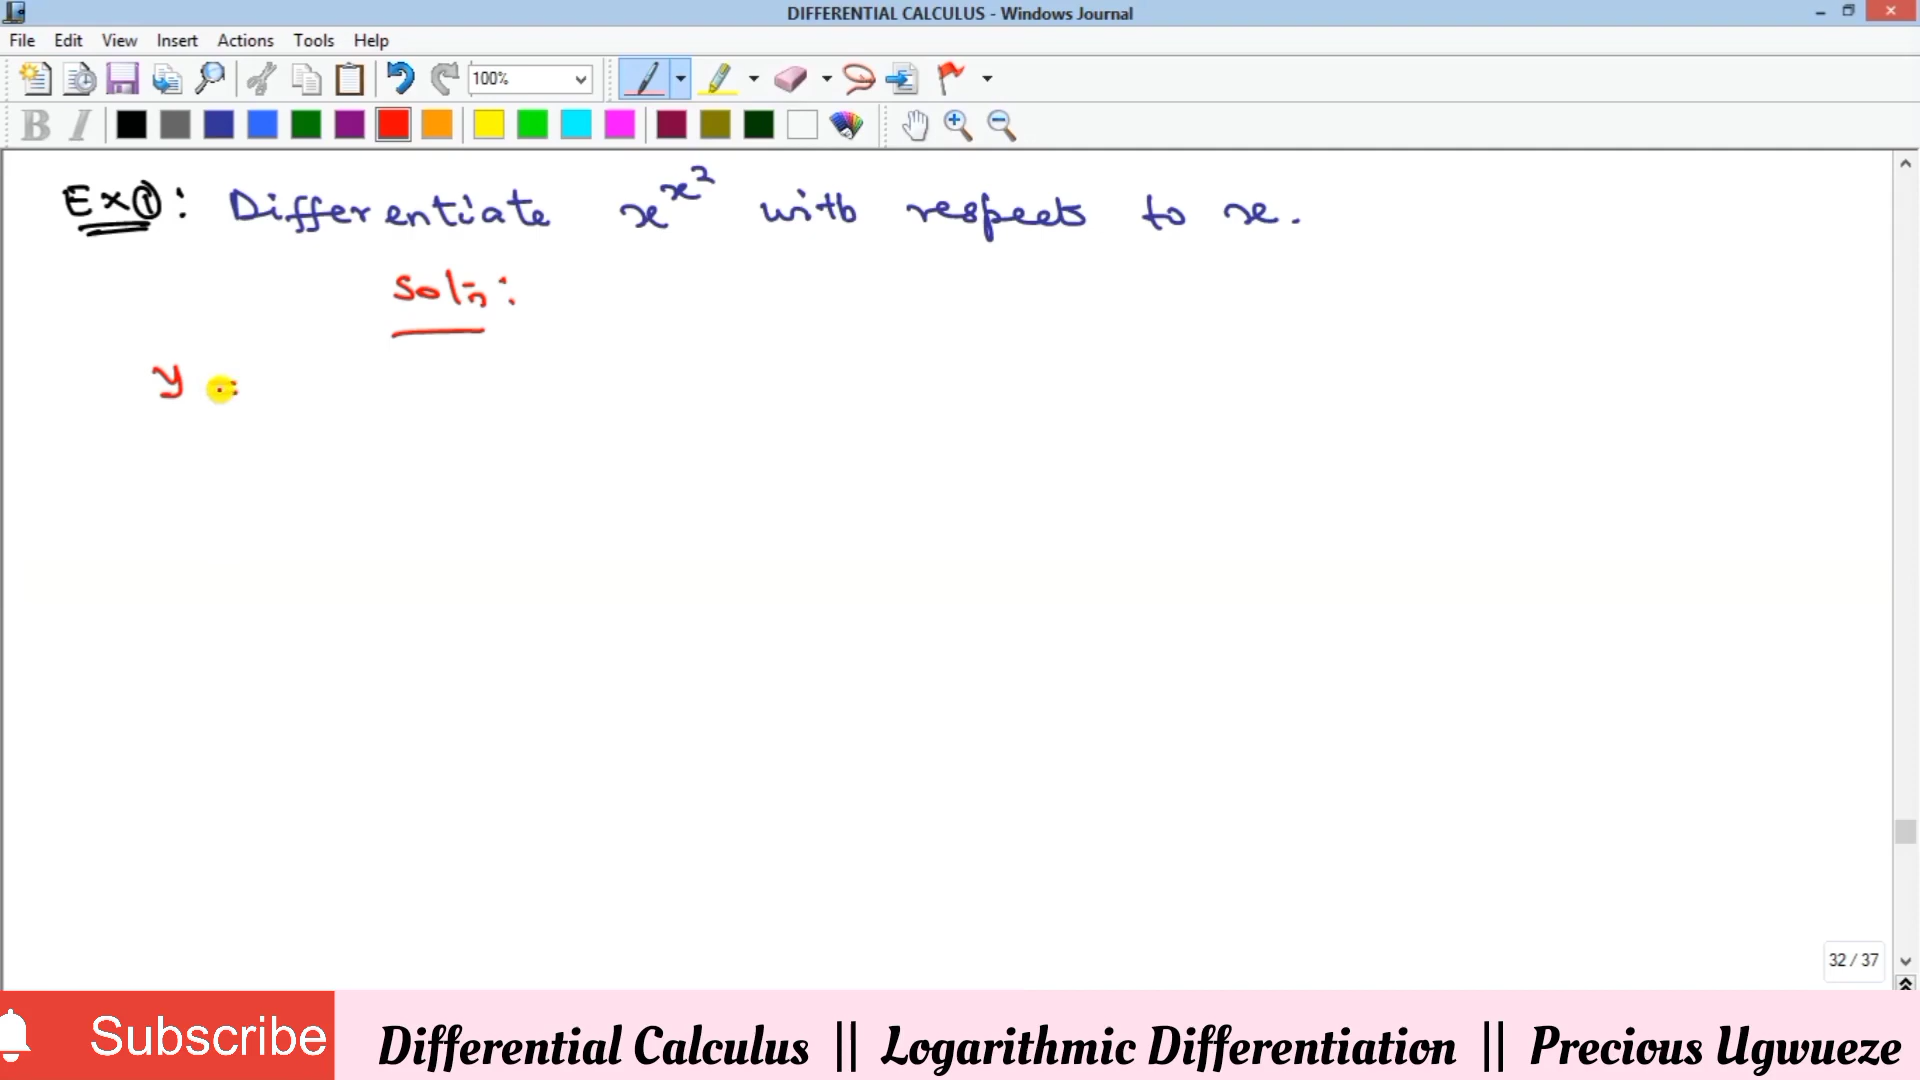 DIFFERENTIAL CALCULUS - Windows Journal
File Edit View Insert Actions Tools Help
100%
B I
Ex①: Differentiate x^x^2 with respects to x.
Soln:
y =
32 / 37
Subscribe
Differential Calculus || Logarithmic Differentiation || Precious Ugwueze